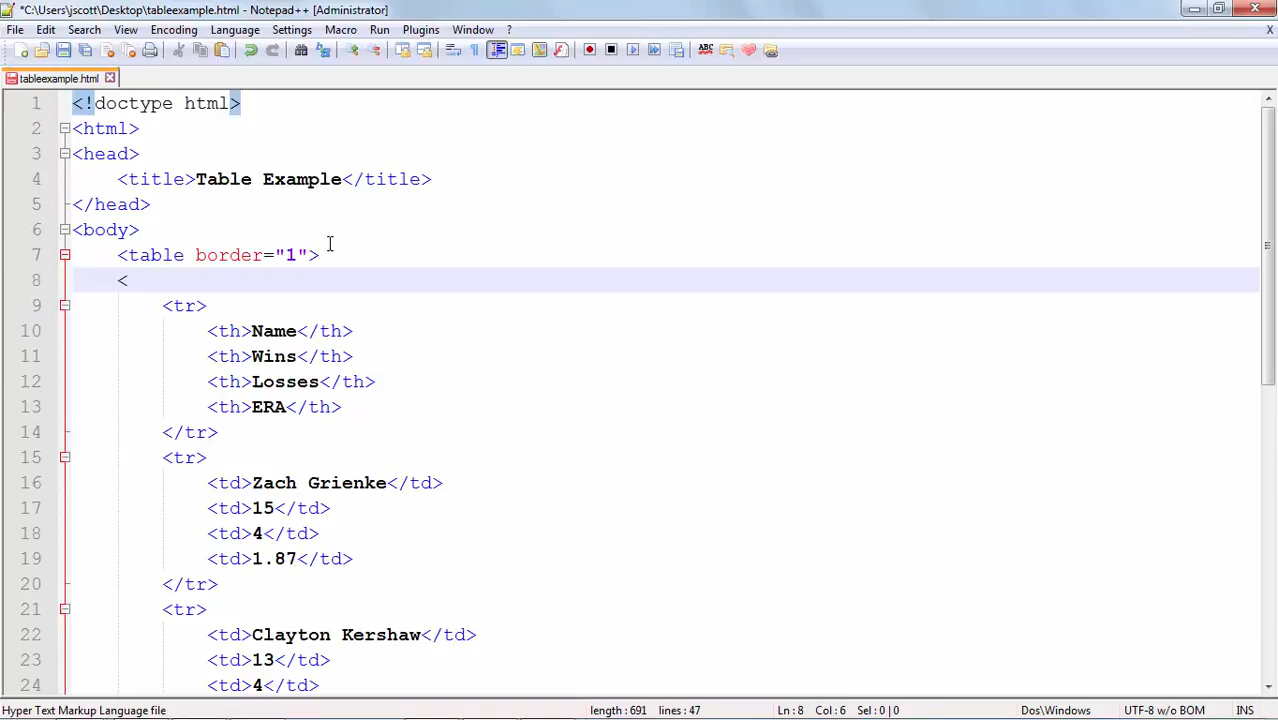 *C:\Users\jscott\Desktop\tableexample.html - Notepad++ [Administrator]
File Edit Search View Encoding Language Settings Macro Run Plugins Window ? X
tableexample.html
1 <!doctype html>
2 <html>
3 <head>
4 <title>Table Example</title>
5 </head>
6 <body>
7 <table border="1">
8 <
9 <tr>
10 <th>Name</th>
11 <th>Wins</th>
12 <th>Losses</th>
13 <th>ERA</th>
14 </tr>
15 <tr>
16 <td>Zach Grienke</td>
17 <td>15</td>
18 <td>4</td>
19 <td>1.87</td>
20 </tr>
21 <tr>
22 <td>Clayton Kershaw</td>
23 <td>13</td>
24 <td>4</td>
Hyper Text Markup Language file length : 691 lines : 47 Ln : 8 Col : 6 Sel : 0 | 0 Dos\Windows UTF-8 w/o BOM INS